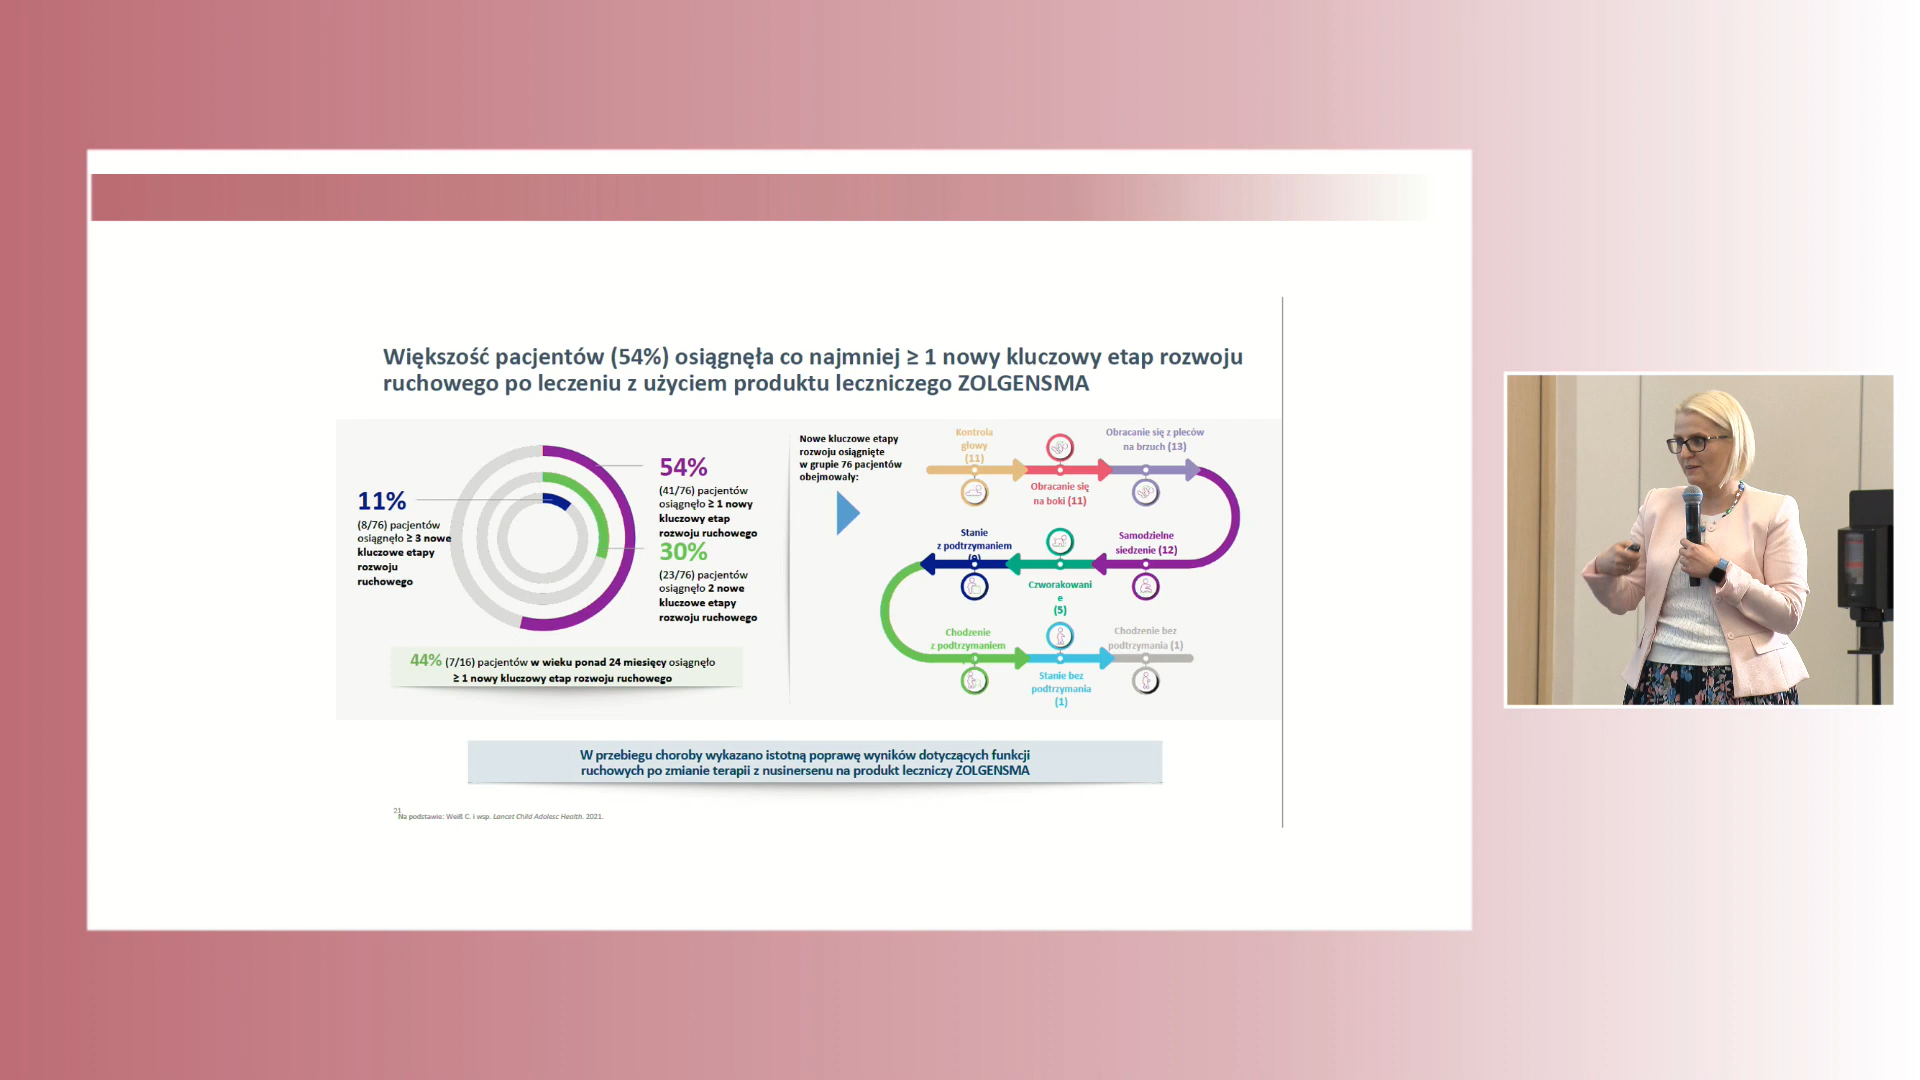 Większość pacjentów (54%) osiągnęła co najmniej ≥ 1 nowy kluczowy etap rozwoju
ruchowego po leczeniu z użyciem produktu leczniczego ZOLGENSMA
11%
(8/76) pacjentów
osiągnęło ≥ 3 nowe
kluczowe etapy
rozwoju
ruchowego
54%
(41/76) pacjentów
osiągnęło ≥ 1 nowy
kluczowy etap
rozwoju ruchowego
30%
(23/76) pacjentów
osiągnęło 2 nowe
kluczowe etapy
rozwoju ruchowego
44% (7/16) pacjentów w wieku ponad 24 miesięcy osiągnęło
≥ 1 nowy kluczowy etap rozwoju ruchowego
Nowe kluczowe etapy
rozwoju osiągnięte
w grupie 76 pacjentów
obejmowały:
Kontrola
głowy
(11)
Obracanie się
na boki (11)
Obracanie się z pleców
na brzuch (13)
Samodzielne
siedzenie (12)
Czworakowani
e
(5)
Stanie
z podtrzymaniem
Chodzenie
z podtrzymaniem
Stanie bez
podtrzymania
(1)
Chodzenie bez
podtrzymania (1)
W przebiegu choroby wykazano istotną poprawę wyników dotyczących funkcji
ruchowych po zmianie terapii z nusinersenu na produkt leczniczy ZOLGENSMA
21
Na podstawie: Weiß C. i wsp. Lancet Child Adolesc Health. 2021.